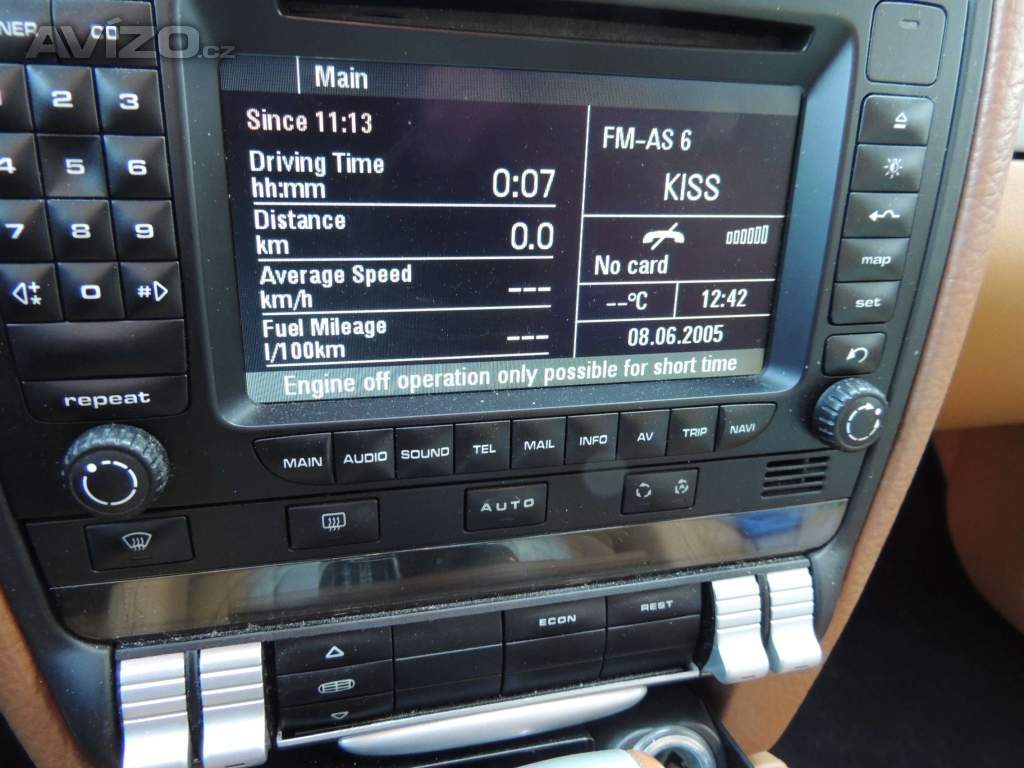 NER CD
AVÍZO.cz
Main
Since 11:13
Driving Time
hh:mm 0:07
Distance
km 0.0
Average Speed
km/h ---
Fuel Mileage
l/100km ---
FM-AS 6
KISS
No card
--°C 12:42
08.06.2005
Engine off operation only possible for short time
2 3
4 5 6
7 8 9
+
* 0 #
repeat
map
set
MAIN AUDIO SOUND TEL MAIL INFO AV TRIP NAVI
AUTO
ECON REST